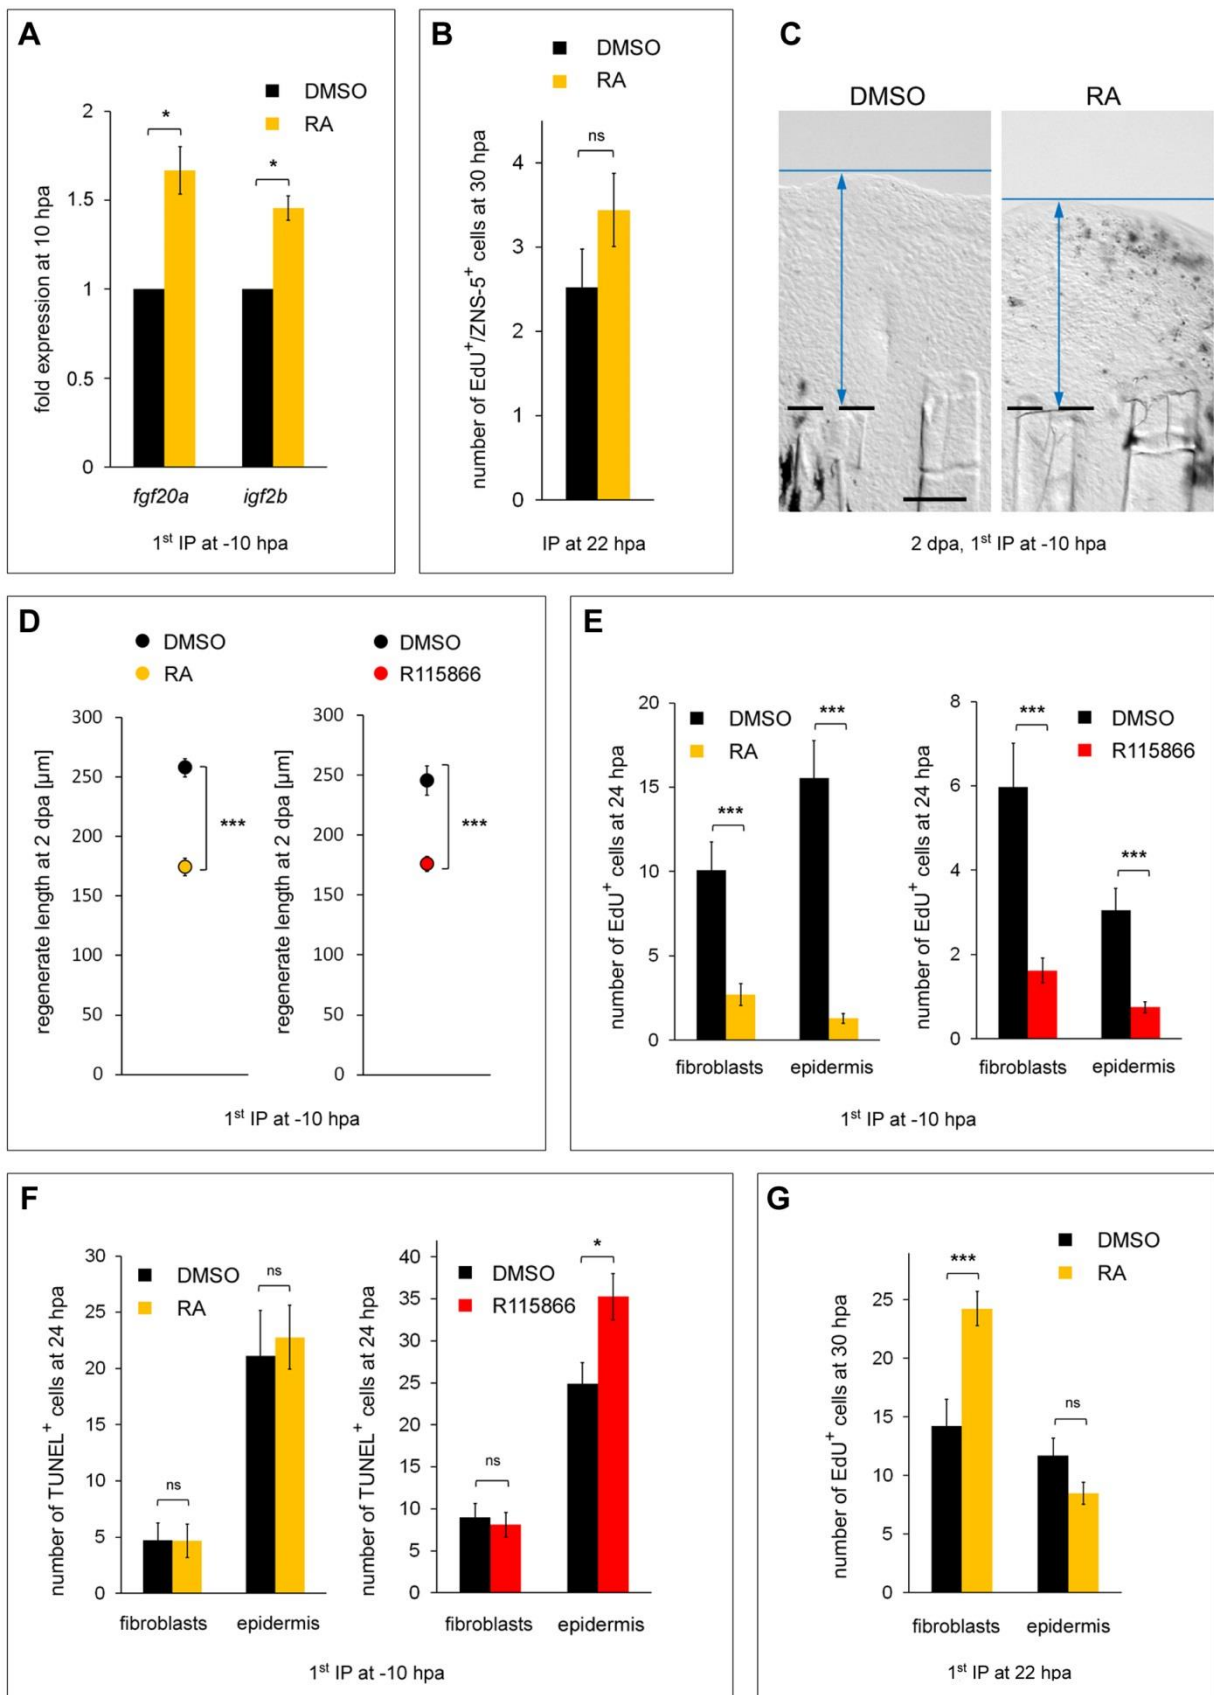 A
DMSO
RA
fold expression at 10 hpa
2
1.5
1
0.5
0
*
*
fgf20a igf2b
1st IP at -10 hpa
B
DMSO
RA
number of EdU+/ZNS-5+ cells at 30 hpa
4
3
2
1
0
ns
IP at 22 hpa
C
DMSO RA
2 dpa, 1st IP at -10 hpa
D
DMSO
RA
regenerate length at 2 dpa [µm]
300
250
200
150
100
50
0
***
DMSO
R115866
regenerate length at 2 dpa [µm]
300
250
200
150
100
50
0
***
1st IP at -10 hpa
E
number of EdU+ cells at 24 hpa
20
15
10
5
0
DMSO
RA
***
***
fibroblasts epidermis
number of EdU+ cells at 24 hpa
8
6
4
2
0
DMSO
R115866
***
***
fibroblasts epidermis
1st IP at -10 hpa
F
number of TUNEL+ cells at 24 hpa
30
25
20
15
10
5
0
DMSO
RA
ns
ns
fibroblasts epidermis
number of TUNEL+ cells at 24 hpa
40
35
30
25
20
15
10
5
0
DMSO
R115866
ns
*
fibroblasts epidermis
1st IP at -10 hpa
G
DMSO
RA
number of EdU+ cells at 30 hpa
25
20
15
10
5
0
***
ns
fibroblasts epidermis
1st IP at 22 hpa